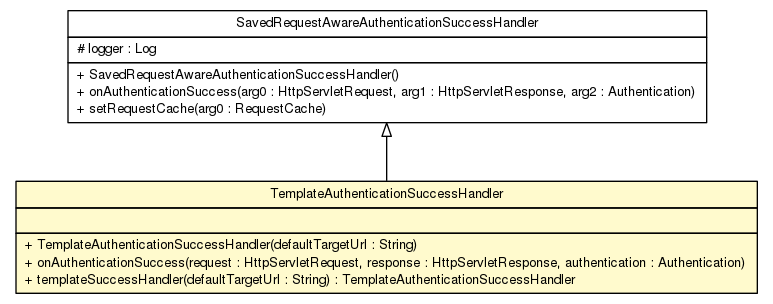 SavedRequestAwareAuthenticationSuccessHandler
# logger : Log
+ SavedRequestAwareAuthenticationSuccessHandler()
+ onAuthenticationSuccess(arg0 : HttpServletRequest, arg1 : HttpServletResponse, arg2 : Authentication)
+ setRequestCache(arg0 : RequestCache)
TemplateAuthenticationSuccessHandler
+ TemplateAuthenticationSuccessHandler(defaultTargetUrl : String)
+ onAuthenticationSuccess(request : HttpServletRequest, response : HttpServletResponse, authentication : Authentication)
+ templateSuccessHandler(defaultTargetUrl : String) : TemplateAuthenticationSuccessHandler